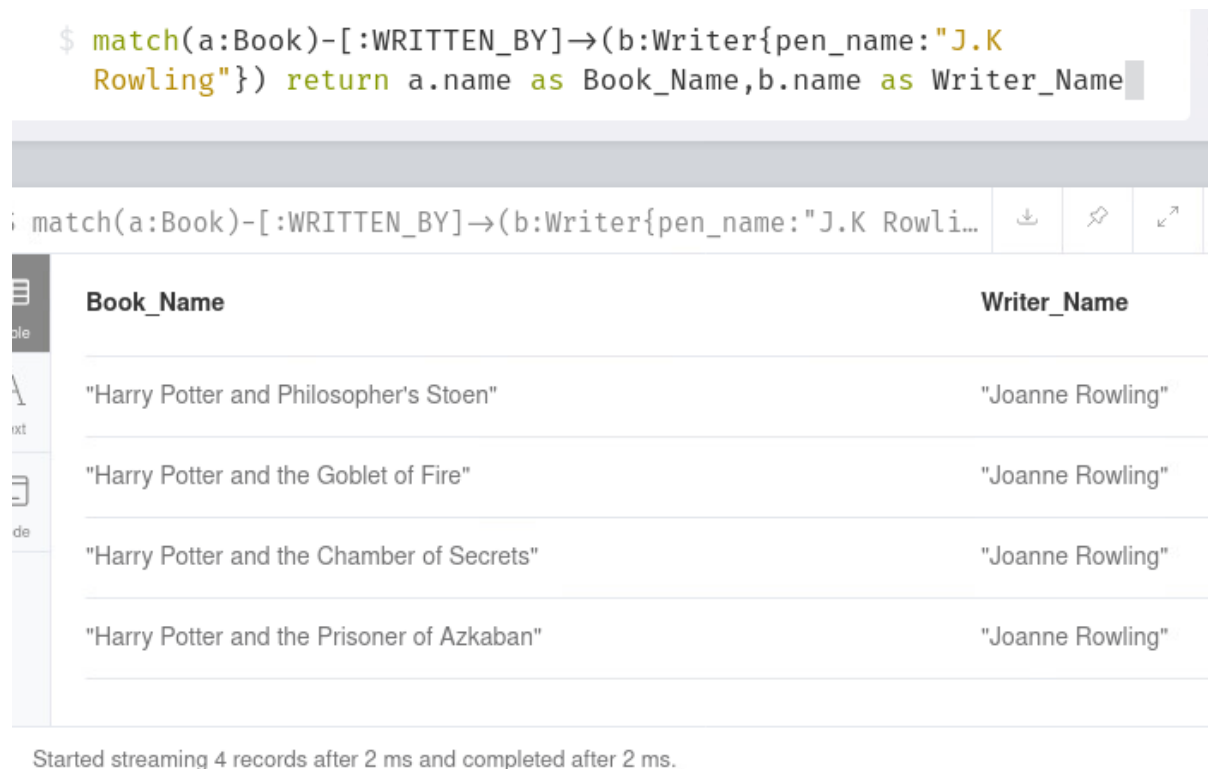 $ match(a:Book)-[:WRITTEN_BY]→(b:Writer{pen_name:"J.K
Rowling"}) return a.name as Book_Name,b.name as Writer_Name
match(a:Book)-[:WRITTEN_BY]→(b:Writer{pen_name:"J.K Rowli…
Book_Name Writer_Name
"Harry Potter and Philosopher's Stoen" "Joanne Rowling"
"Harry Potter and the Goblet of Fire" "Joanne Rowling"
"Harry Potter and the Chamber of Secrets" "Joanne Rowling"
"Harry Potter and the Prisoner of Azkaban" "Joanne Rowling"
Started streaming 4 records after 2 ms and completed after 2 ms.